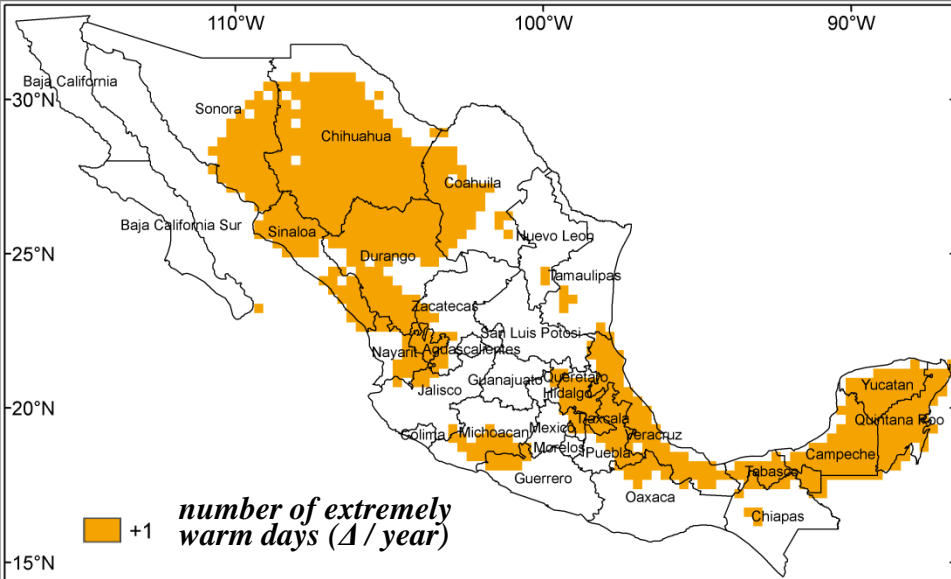 110°W 100°W 90°W
Baja California
30°N
Sonora
Chihuahua
Coahuila
Baja California Sur
Sinaloa
Nuevo Leon
25°N
Durango
Tamaulipas
Zacatecas
San Luis Potosi
Nayarit Aguascalientes
Jalisco Guanajuato Queretaro
Hidalgo
Yucatan
20°N
Quintana Roo
Colima Michoacan Mexico Tlaxcala Veracruz
Morelos Puebla
Campeche
Tabasco
Guerrero
Oaxaca
Chiapas
+1
number of extremely
warm days (Δ / year)
15°N